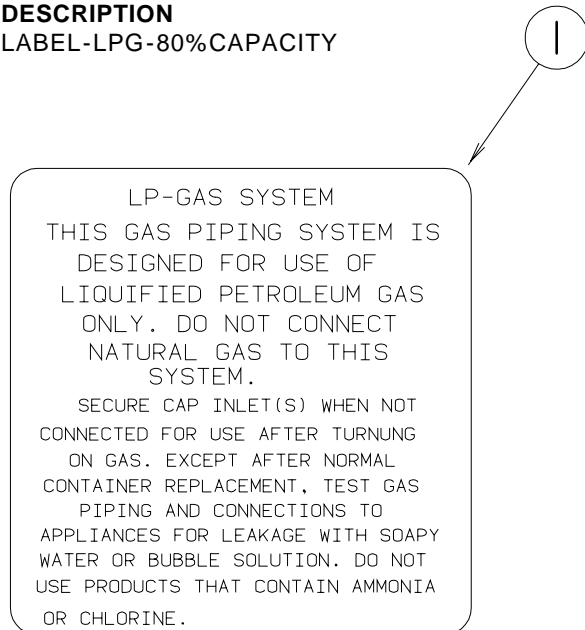 DESCRIPTION
LABEL-LPG-80%CAPACITY
1
LP-GAS SYSTEM
THIS GAS PIPING SYSTEM IS
DESIGNED FOR USE OF
LIQUIFIED PETROLEUM GAS
ONLY. DO NOT CONNECT
NATURAL GAS TO THIS
SYSTEM.
SECURE CAP INLET(S) WHEN NOT
CONNECTED FOR USE AFTER TURNUNG
ON GAS. EXCEPT AFTER NORMAL
CONTAINER REPLACEMENT, TEST GAS
PIPING AND CONNECTIONS TO
APPLIANCES FOR LEAKAGE WITH SOAPY
WATER OR BUBBLE SOLUTION. DO NOT
USE PRODUCTS THAT CONTAIN AMMONIA
OR CHLORINE.